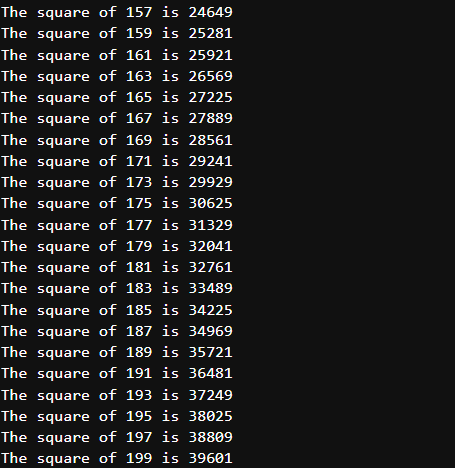 The square of 157 is 24649
The square of 159 is 25281
The square of 161 is 25921
The square of 163 is 26569
The square of 165 is 27225
The square of 167 is 27889
The square of 169 is 28561
The square of 171 is 29241
The square of 173 is 29929
The square of 175 is 30625
The square of 177 is 31329
The square of 179 is 32041
The square of 181 is 32761
The square of 183 is 33489
The square of 185 is 34225
The square of 187 is 34969
The square of 189 is 35721
The square of 191 is 36481
The square of 193 is 37249
The square of 195 is 38025
The square of 197 is 38809
The square of 199 is 39601